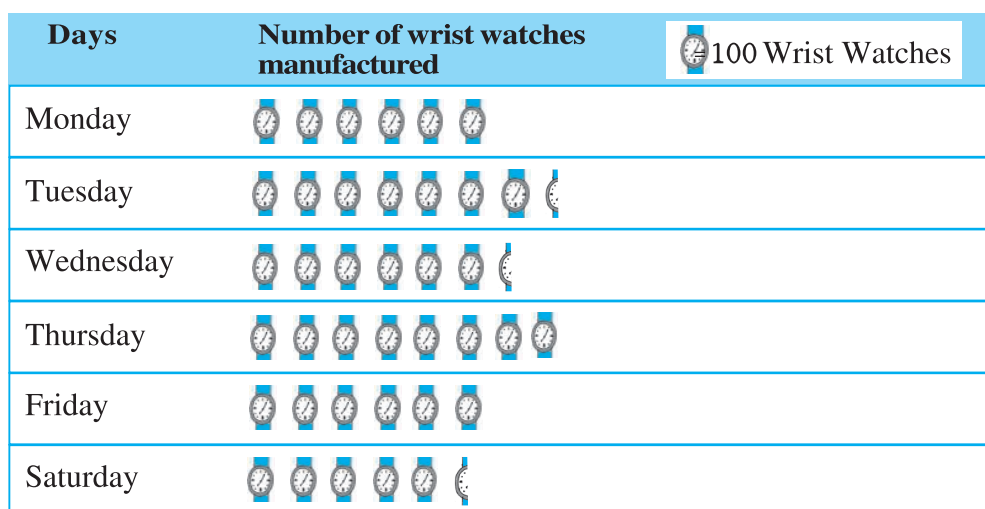 Days
Number of wrist watches
manufactured
=100 Wrist Watches
Monday
Tuesday
Wednesday
Thursday
Friday
Saturday